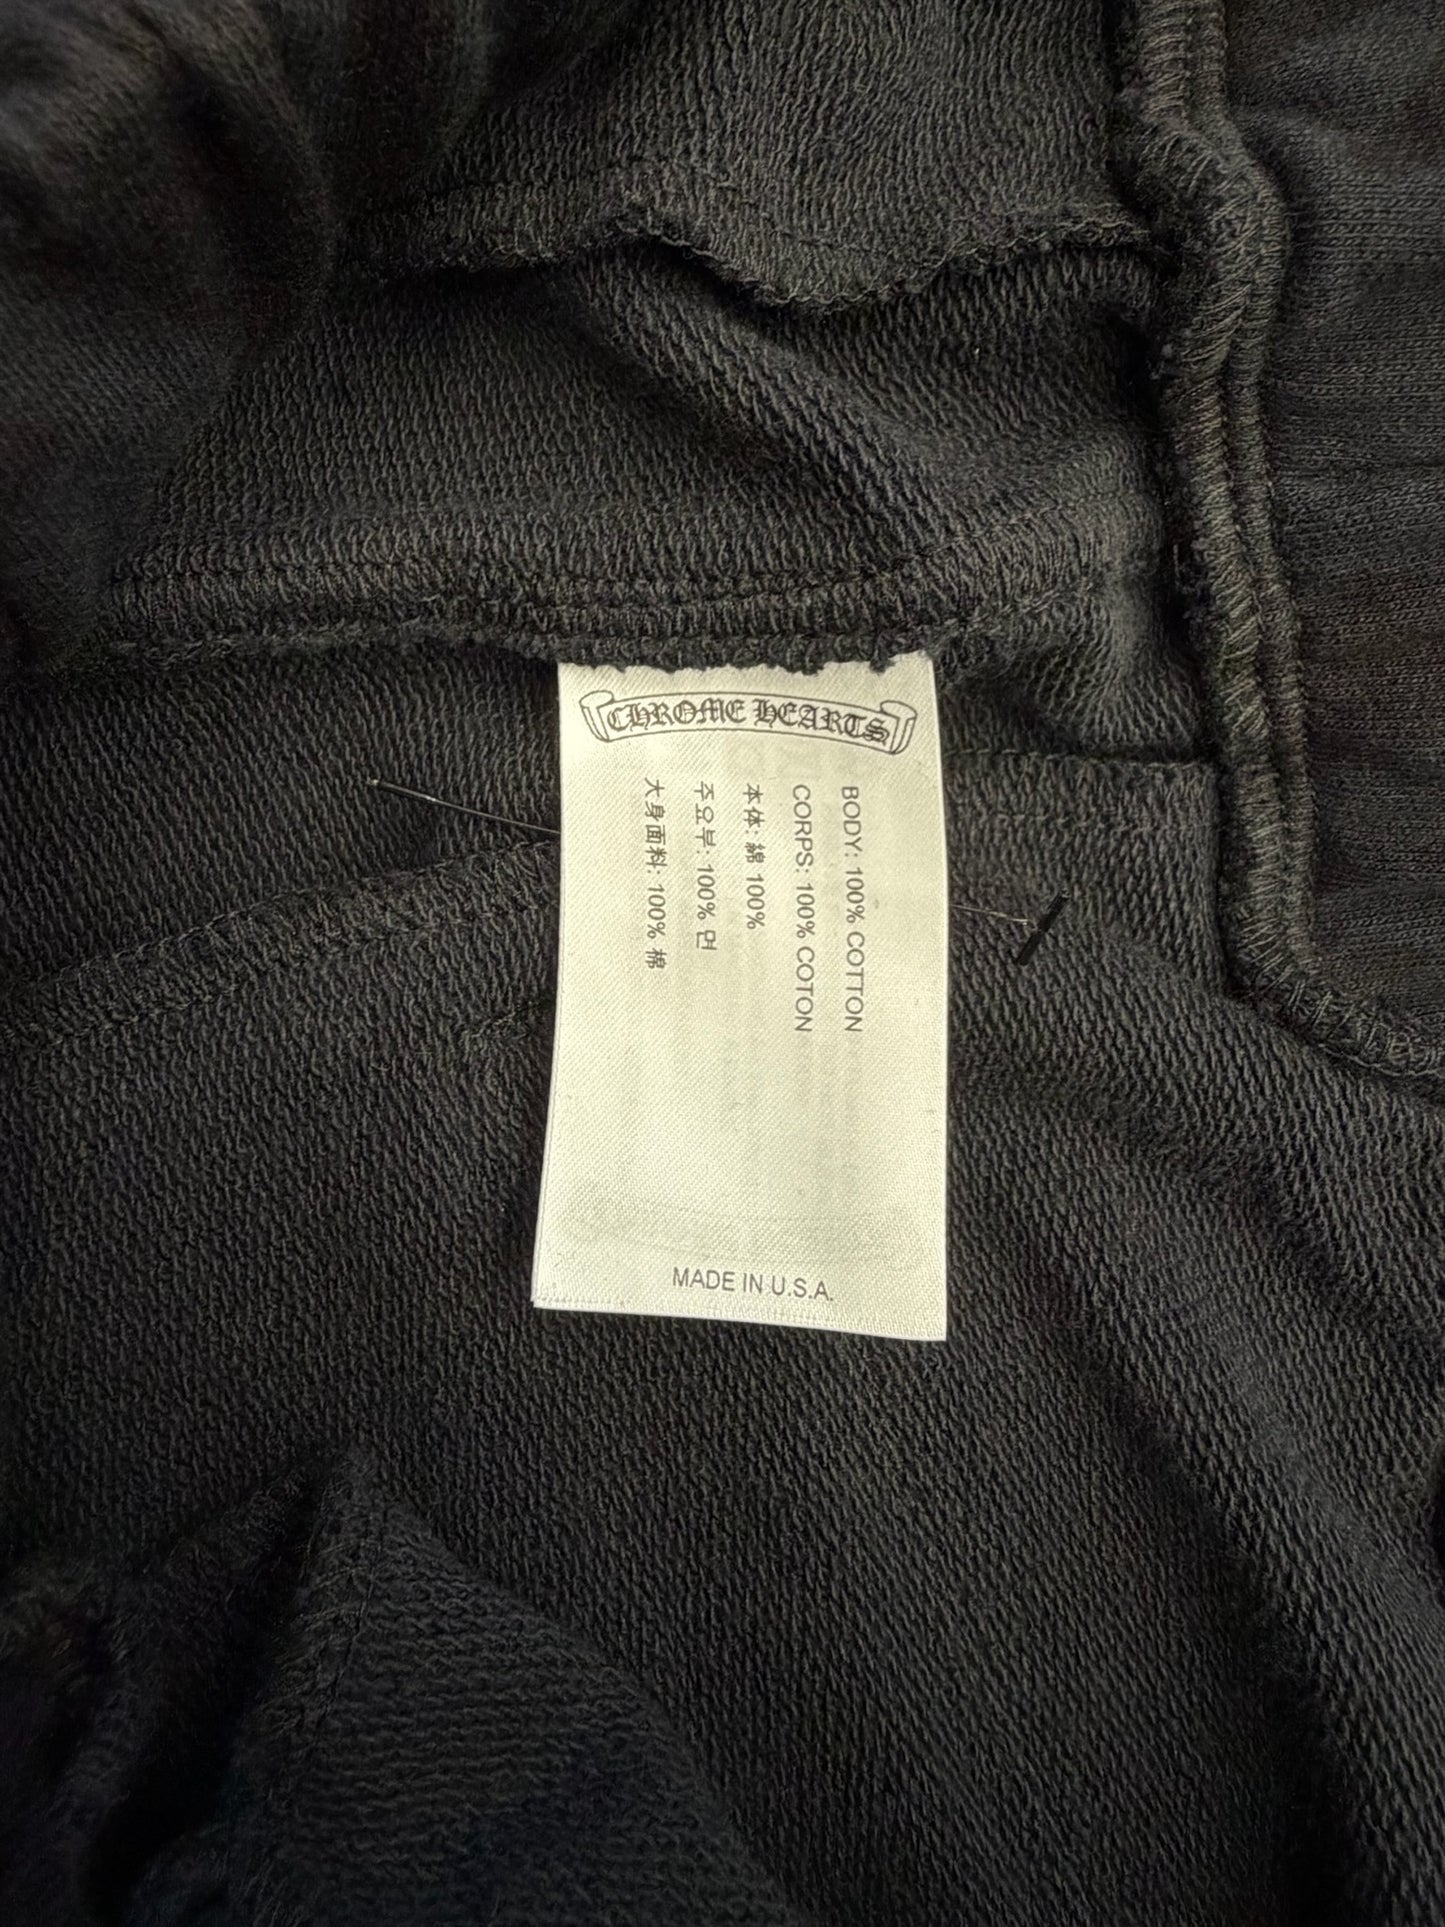 CHROME HEARTS
BODY: 100% COTTON
CORPS: 100% COTON
本体: 綿 100%
주요부: 100% 면
大身面料: 100% 棉
MADE IN U.S.A.